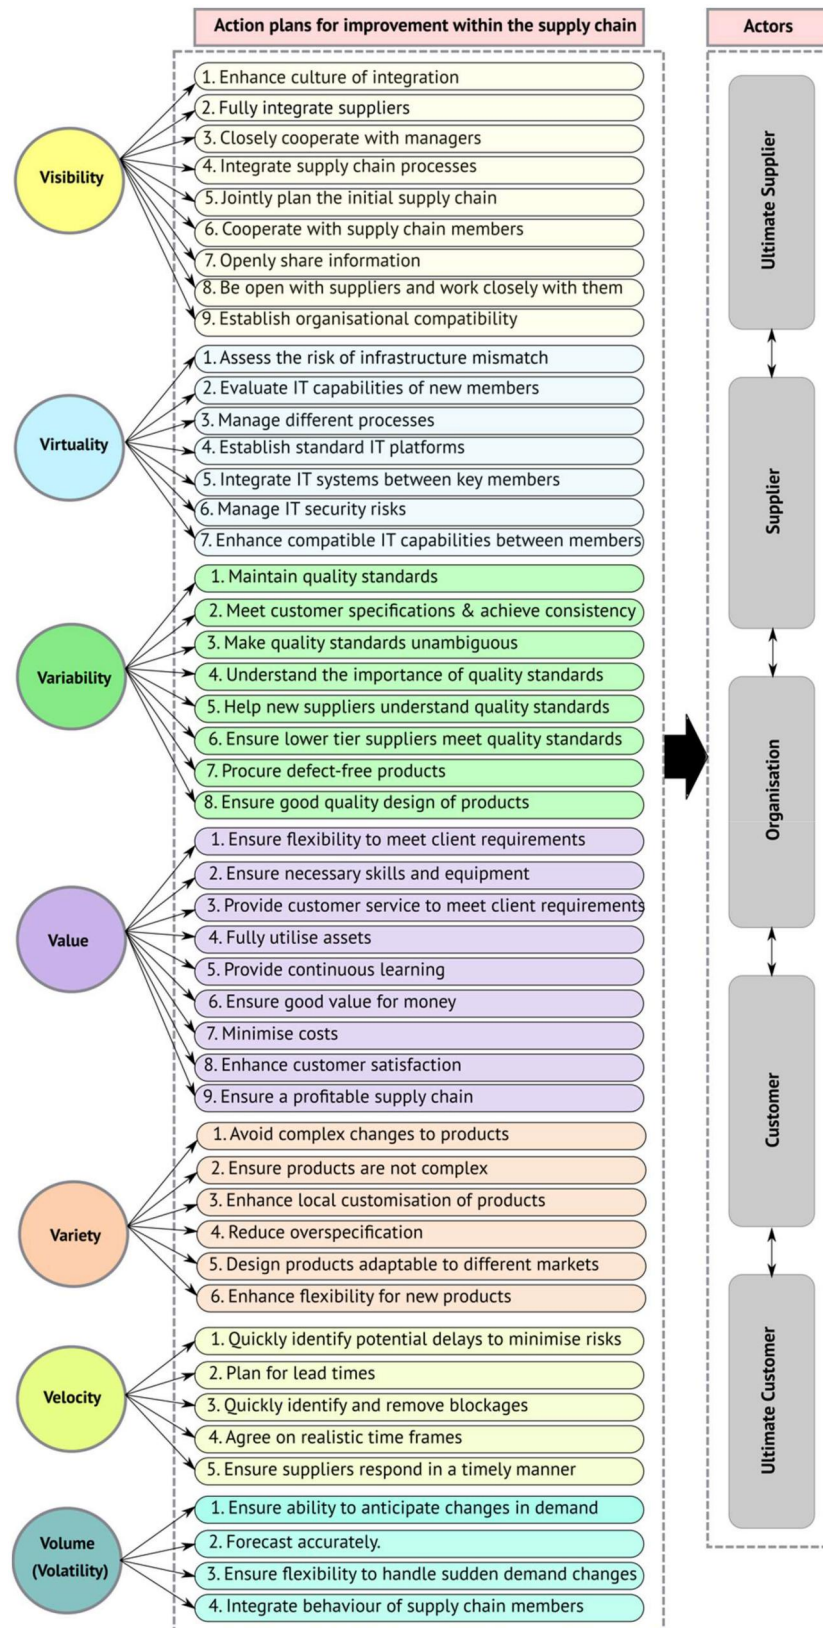 Action plans for improvement within the supply chain
Actors
Visibility
1. Enhance culture of integration
2. Fully integrate suppliers
3. Closely cooperate with managers
4. Integrate supply chain processes
5. Jointly plan the initial supply chain
6. Cooperate with supply chain members
7. Openly share information
8. Be open with suppliers and work closely with them
9. Establish organisational compatibility
Virtuality
1. Assess the risk of infrastructure mismatch
2. Evaluate IT capabilities of new members
3. Manage different processes
4. Establish standard IT platforms
5. Integrate IT systems between key members
6. Manage IT security risks
7. Enhance compatible IT capabilities between members
Variability
1. Maintain quality standards
2. Meet customer specifications & achieve consistency
3. Make quality standards unambiguous
4. Understand the importance of quality standards
5. Help new suppliers understand quality standards
6. Ensure lower tier suppliers meet quality standards
7. Procure defect-free products
8. Ensure good quality design of products
Value
1. Ensure flexibility to meet client requirements
2. Ensure necessary skills and equipment
3. Provide customer service to meet client requirements
4. Fully utilise assets
5. Provide continuous learning
6. Ensure good value for money
7. Minimise costs
8. Enhance customer satisfaction
9. Ensure a profitable supply chain
Variety
1. Avoid complex changes to products
2. Ensure products are not complex
3. Enhance local customisation of products
4. Reduce overspecification
5. Design products adaptable to different markets
6. Enhance flexibility for new products
Velocity
1. Quickly identify potential delays to minimise risks
2. Plan for lead times
3. Quickly identify and remove blockages
4. Agree on realistic time frames
5. Ensure suppliers respond in a timely manner
Volume
(Volatility)
1. Ensure ability to anticipate changes in demand
2. Forecast accurately.
3. Ensure flexibility to handle sudden demand changes
4. Integrate behaviour of supply chain members
Ultimate Supplier
Supplier
Organisation
Customer
Ultimate Customer